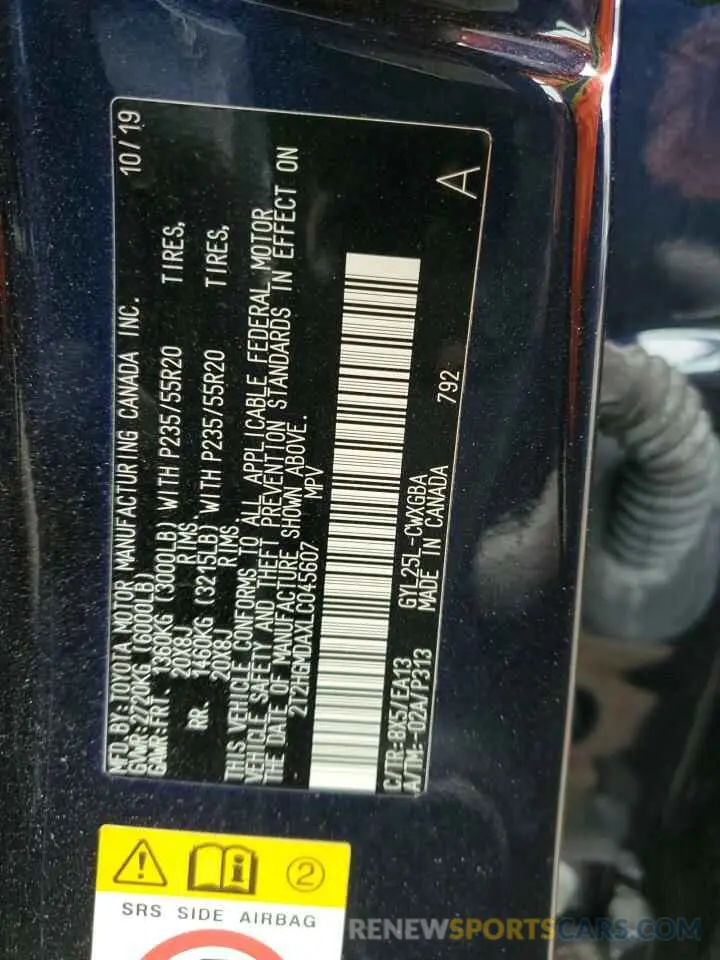 MFD. BY:TOYOTA MOTOR MANUFACTURING CANADA INC. 10/19
GVWR:2720KG (6000LB)
GAWR:FRT. 1360KG (3000LB) WITH P235/55R20 TIRES,
20X8J RIMS.
RR. 1460KG (3215LB) WITH P235/55R20 TIRES,
20X8J RIMS.
THIS VEHICLE CONFORMS TO ALL APPLICABLE FEDERAL MOTOR
VEHICLE SAFETY AND THEFT PREVENTION STANDARDS IN EFFECT ON
THE DATE OF MANUFACTURE SHOWN ABOVE.
2T2HGMDAXLC045607 MPV
C/TR:8X5/EA13 GYL25L-CWXGBA
A/TM:-02A/P313 MADE IN CANADA 792 A
2
SRS SIDE AIRBAG
RENEWSPORTSCARS.COM